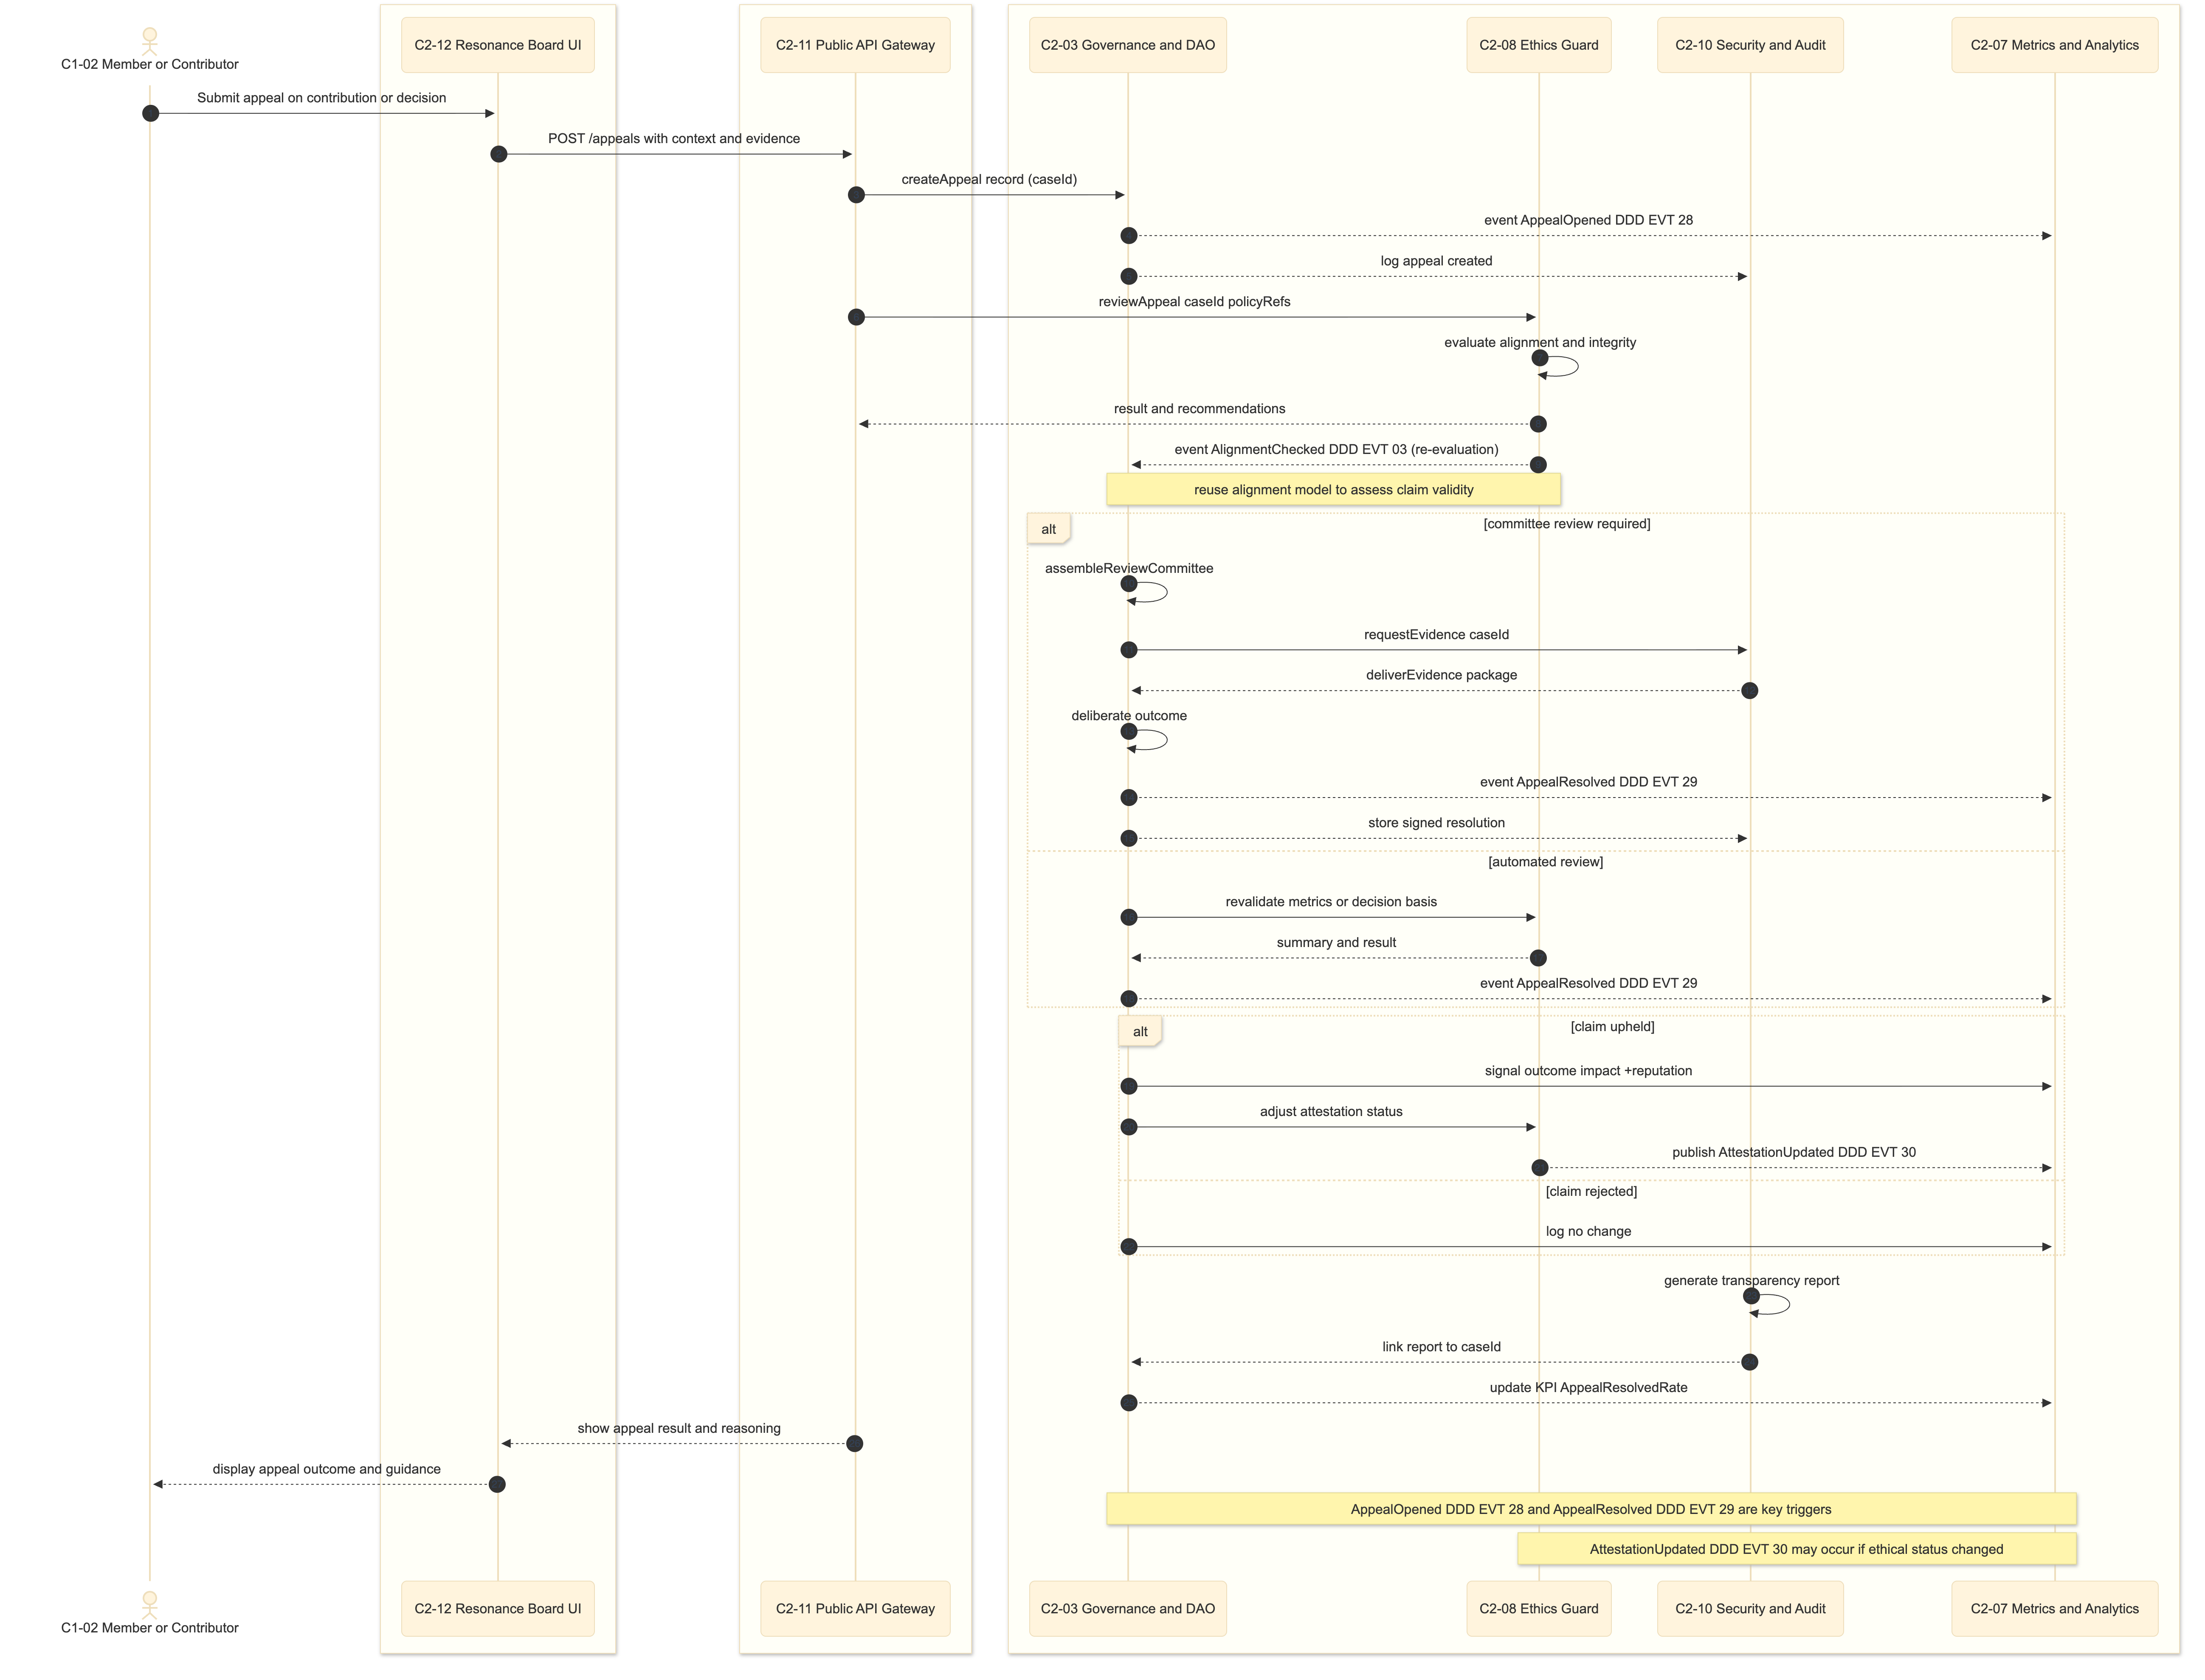 C1-02 Member or Contributor
C2-12 Resonance Board UI
C2-11 Public API Gateway
C2-03 Governance and DAO
C2-08 Ethics Guard
C2-10 Security and Audit
C2-07 Metrics and Analytics
Submit appeal on contribution or decision
POST /appeals with context and evidence
createAppeal record (caseId)
event AppealOpened DDD EVT 28
log appeal created
reviewAppeal caseId policyRefs
evaluate alignment and integrity
result and recommendations
event AlignmentChecked DDD EVT 03 (re-evaluation)
reuse alignment model to assess claim validity
alt
[committee review required]
assembleReviewCommittee
requestEvidence caseId
deliverEvidence package
deliberate outcome
event AppealResolved DDD EVT 29
store signed resolution
[automated review]
revalidate metrics or decision basis
summary and result
event AppealResolved DDD EVT 29
alt
[claim upheld]
signal outcome impact +reputation
adjust attestation status
publish AttestationUpdated DDD EVT 30
[claim rejected]
log no change
generate transparency report
link report to caseId
update KPI AppealResolvedRate
show appeal result and reasoning
display appeal outcome and guidance
AppealOpened DDD EVT 28 and AppealResolved DDD EVT 29 are key triggers
AttestationUpdated DDD EVT 30 may occur if ethical status changed
C1-02 Member or Contributor
C2-12 Resonance Board UI
C2-11 Public API Gateway
C2-03 Governance and DAO
C2-08 Ethics Guard
C2-10 Security and Audit
C2-07 Metrics and Analytics